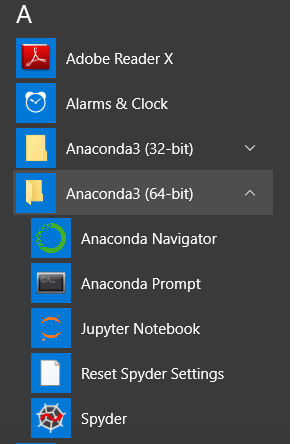 A
Adobe Reader X
Alarms & Clock
Anaconda3 (32-bit)
Anaconda3 (64-bit)
Anaconda Navigator
Anaconda Prompt
Jupyter Notebook
Reset Spyder Settings
Spyder